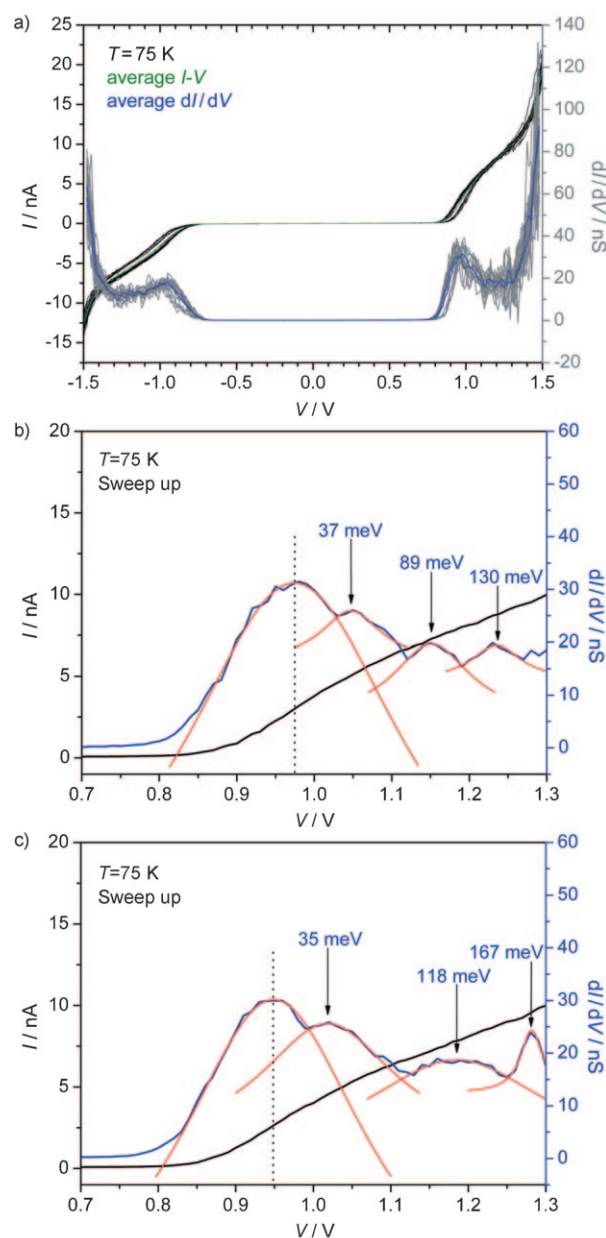 a)
T=75 K
average I-V
average dI/dV
25
20
15
10
5
0
-5
-10
-15
I / nA
140
120
100
80
60
40
20
0
-20
dI/dV / nS
-1.5 -1.0 -0.5 0.0 0.5 1.0 1.5
V / V
b)
T=75 K
Sweep up
37 meV
89 meV
130 meV
20
15
10
5
0
I / nA
60
50
40
30
20
10
0
dI/dV / nS
0.7 0.8 0.9 1.0 1.1 1.2 1.3
V / V
c)
T=75 K
Sweep up
35 meV
118 meV
167 meV
20
15
10
5
0
I / nA
60
50
40
30
20
10
0
dI/dV / nS
0.7 0.8 0.9 1.0 1.1 1.2 1.3
V / V